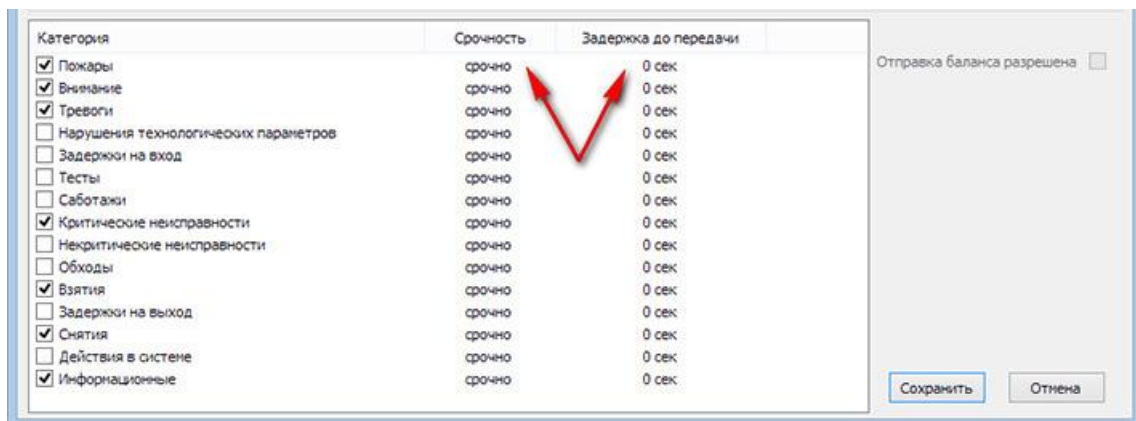 Категория Срочность Задержка до передачи
Пожары срочно 0 сек
Отправка баланса разрешена
Внимание срочно 0 сек
Тревоги срочно 0 сек
Нарушения технологических параметров срочно 0 сек
Задержки на вход срочно 0 сек
Тесты срочно 0 сек
Саботажи срочно 0 сек
Критические неисправности срочно 0 сек
Некритические неисправности срочно 0 сек
Обходы срочно 0 сек
Взятия срочно 0 сек
Задержки на выход срочно 0 сек
Снятия срочно 0 сек
Действия в системе срочно 0 сек
Информационные срочно 0 сек
Сохранить Отмена